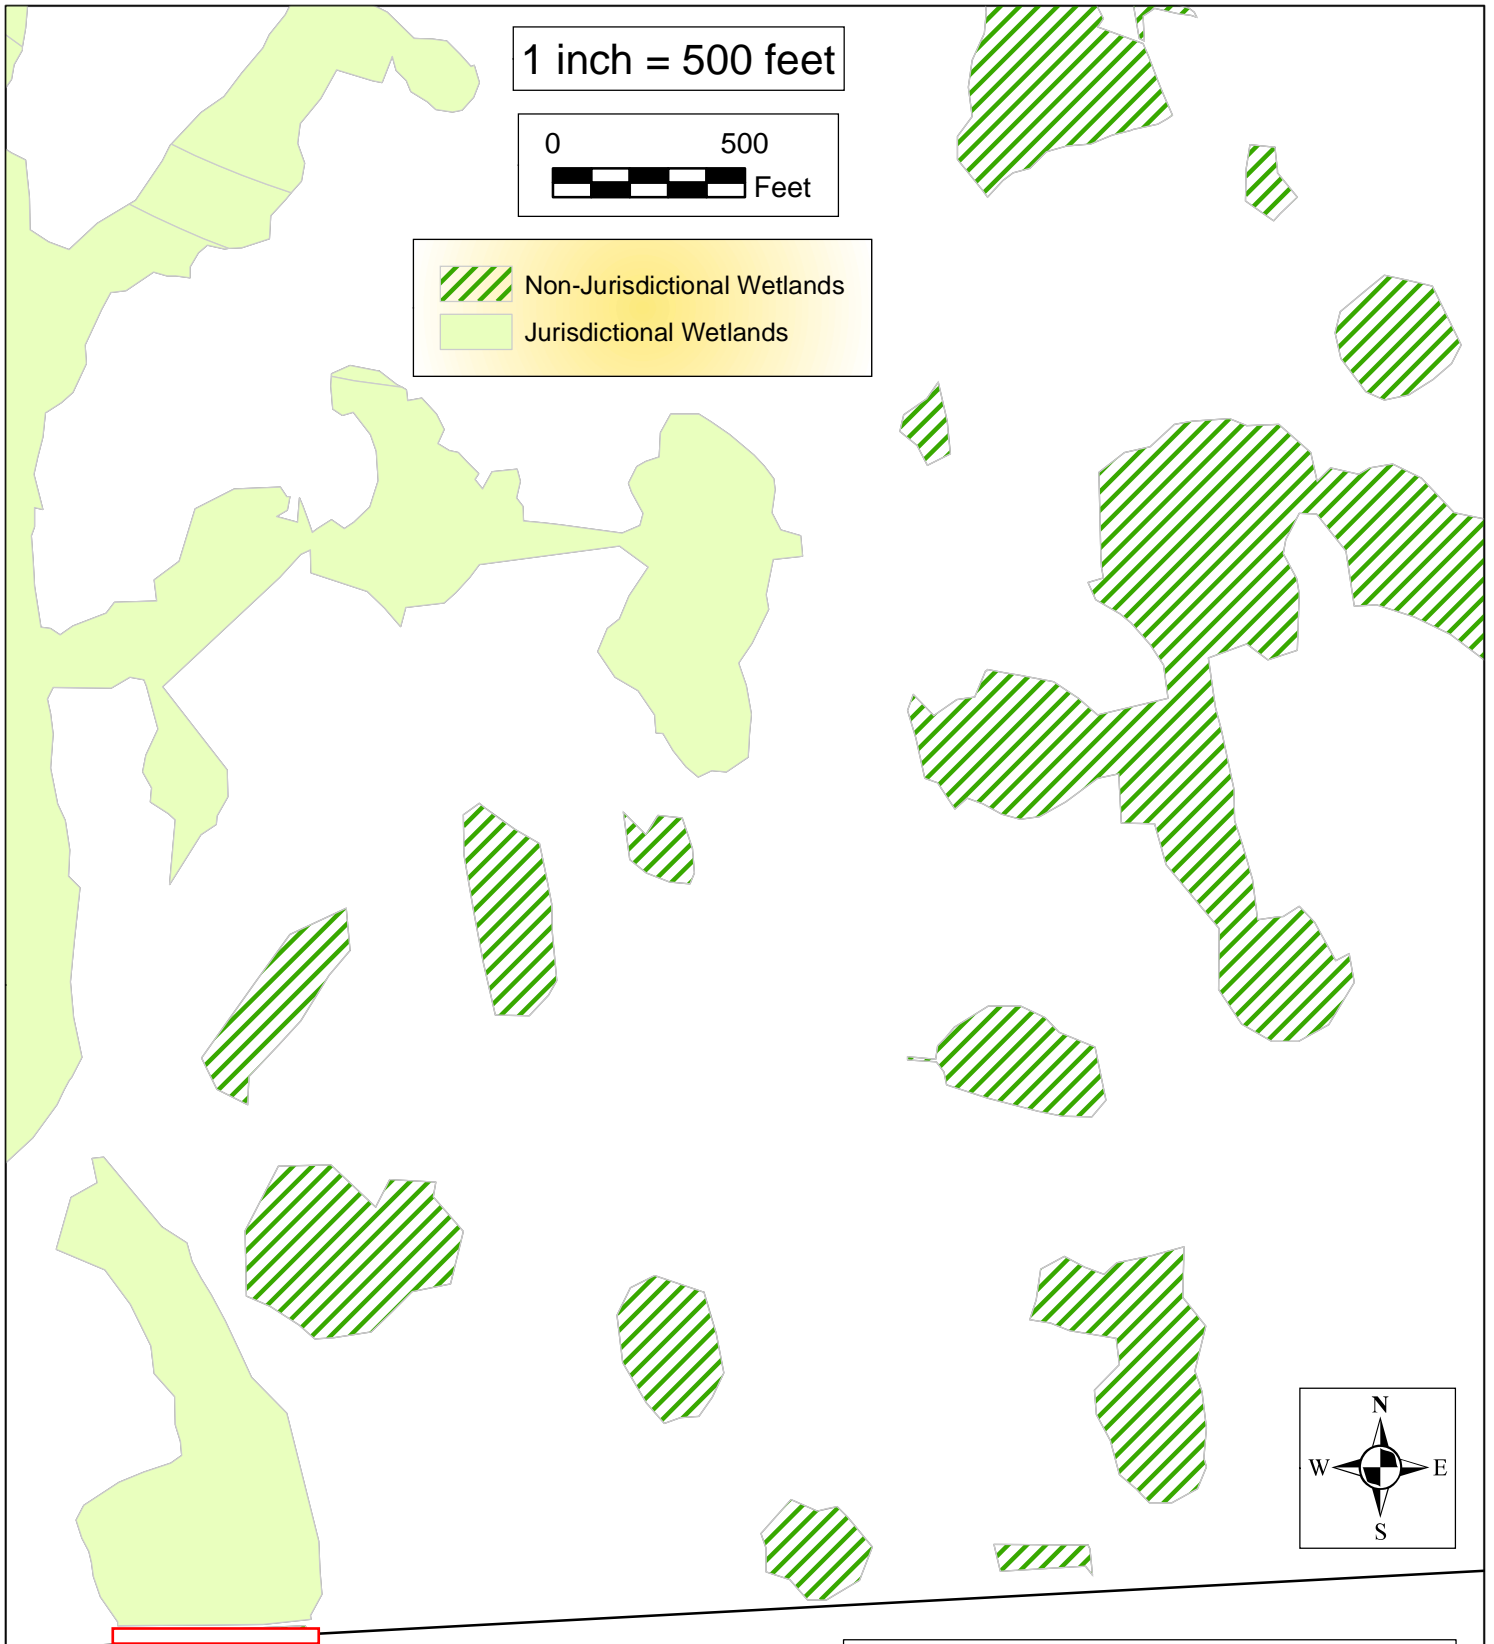 1 inch = 500 feet
0 500
Feet
Non-Jurisdictional Wetlands
Jurisdictional Wetlands
N
W E
S